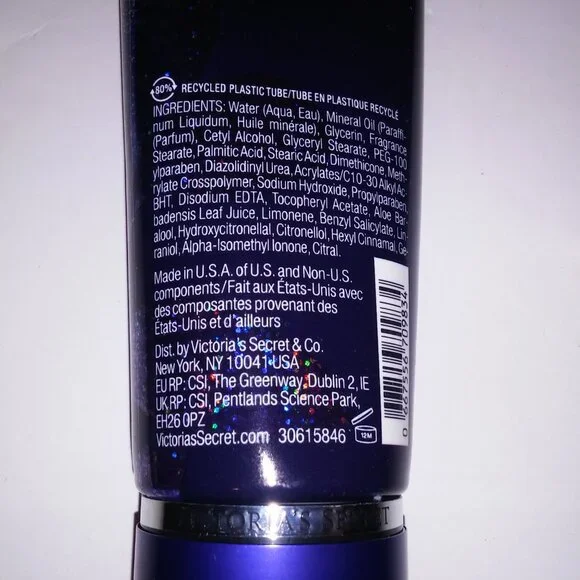 80% RECYCLED PLASTIC TUBE/TUBE EN PLASTIQUE RECYCLÉ
INGREDIENTS: Water (Aqua, Eau), Mineral Oil (Paraffi-
num Liquidum, Huile minérale), Glycerin, Fragrance
(Parfum), Cetyl Alcohol, Glyceryl Stearate, PEG-100
Stearate, Palmitic Acid, Stearic Acid, Dimethicone, Meth-
ylparaben, Diazolidinyl Urea, Acrylates/C10-30 Alkyl Ac-
rylate Crosspolymer, Sodium Hydroxide, Propylparaben,
BHT, Disodium EDTA, Tocopheryl Acetate, Aloe Bar-
badensis Leaf Juice, Limonene, Benzyl Salicylate, Lin-
alool, Hydroxycitronellal, Citronellol, Hexyl Cinnamal, Ge-
raniol, Alpha-Isomethyl Ionone, Citral.
Made in U.S.A. of U.S. and Non-U.S.
components/Fait aux États-Unis avec
des composantes provenant des
États-Unis et d'ailleurs
Dist. by Victoria's Secret & Co.
New York, NY 10041 USA
EU RP: CSI, The Greenway, Dublin 2, IE
UK RP: CSI, Pentlands Science Park,
EH26 0PZ
VictoriasSecret.com 30615846
12M
0 667556 709834
VICTORIA'S SECRET